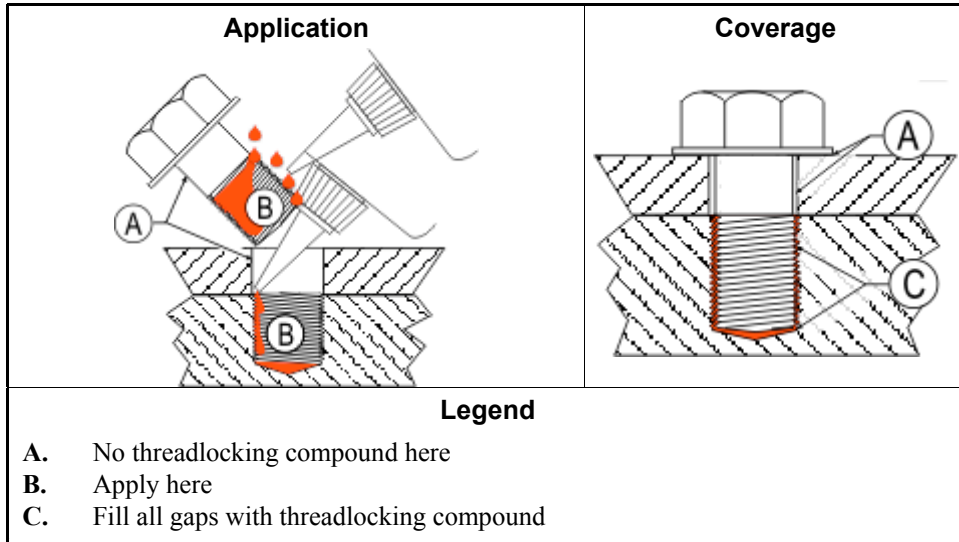 Application
Coverage
A
B
B
A
C
Legend
A. No threadlocking compound here
B. Apply here
C. Fill all gaps with threadlocking compound